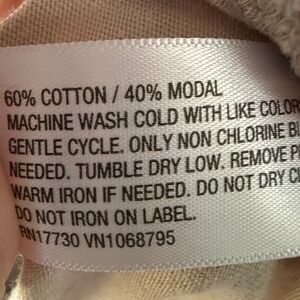 60% COTTON / 40% MODAL
MACHINE WASH COLD WITH LIKE COLOR
GENTLE CYCLE. ONLY NON CHLORINE
NEEDED. TUMBLE DRY LOW. REMOVE
WARM IRON IF NEEDED. DO NOT DRY
DO NOT IRON ON LABEL.
RN17730 VN1068795